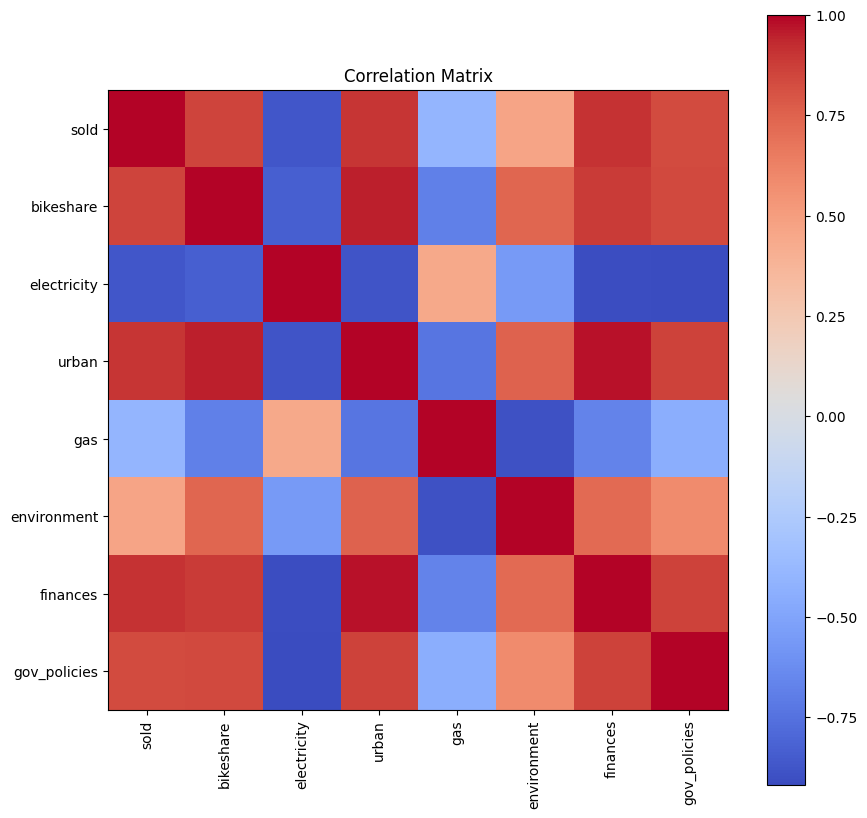 Correlation Matrix
sold
bikeshare
electricity
urban
gas
environment
finances
gov_policies
sold
bikeshare
electricity
urban
gas
environment
finances
gov_policies
1.00
0.75
0.50
0.25
0.00
−0.25
−0.50
−0.75